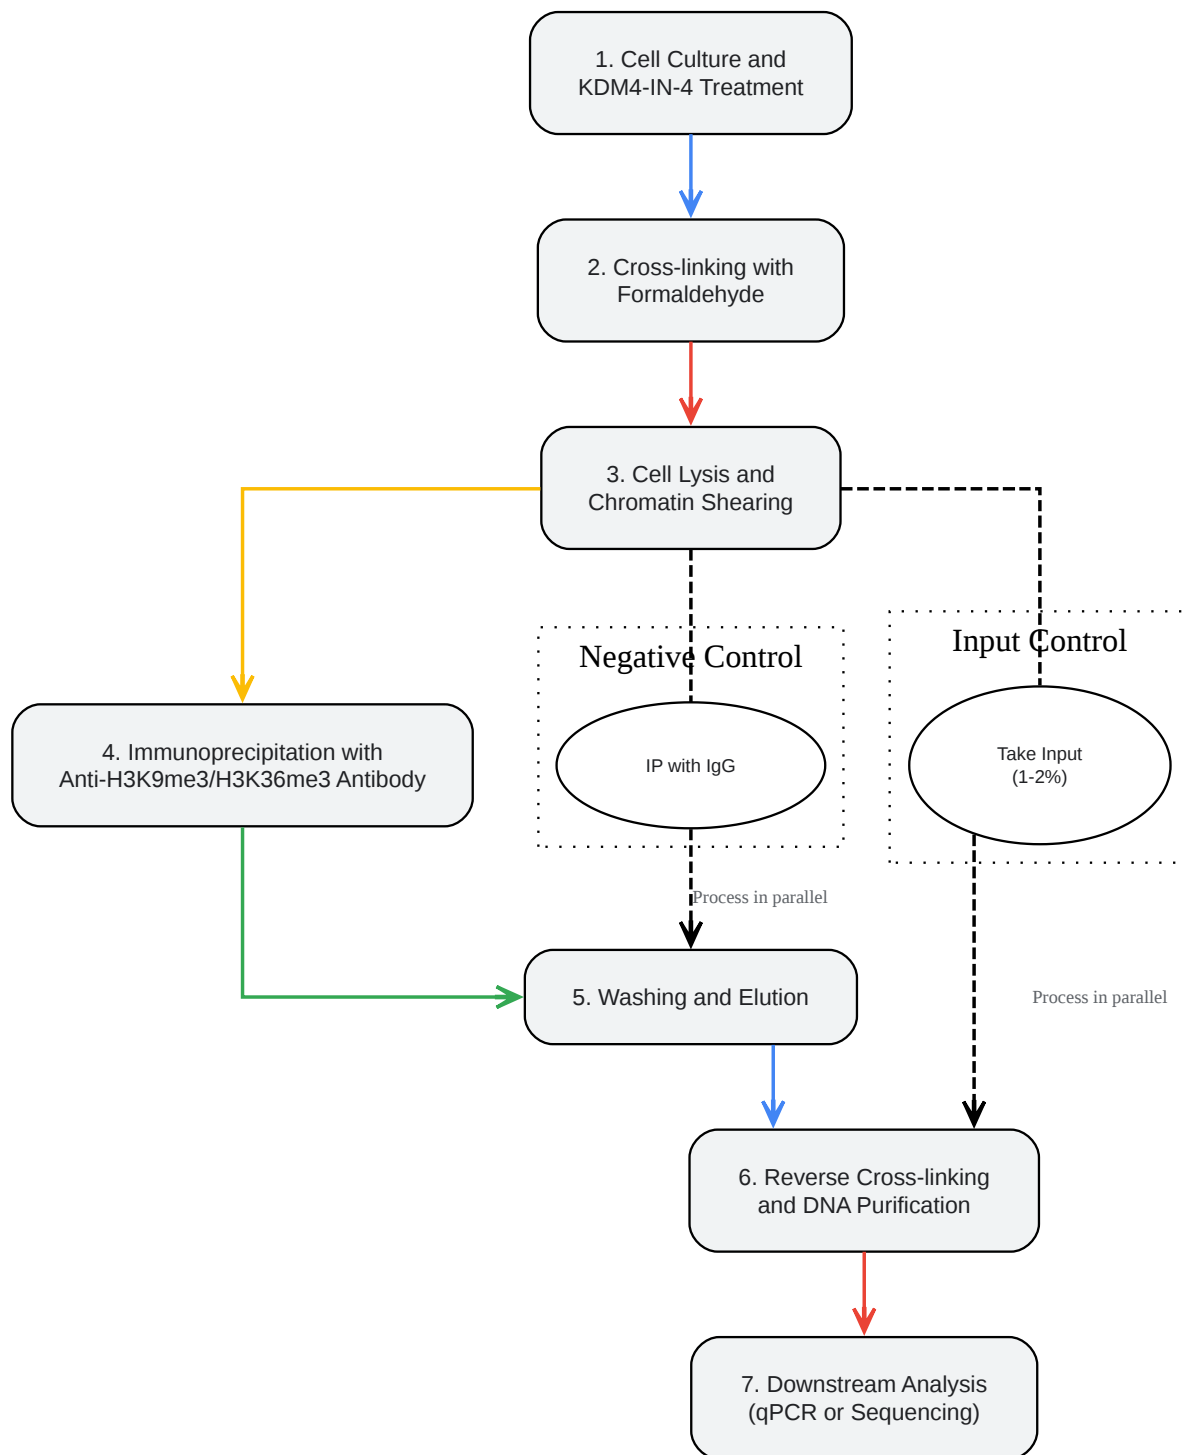 1. Cell Culture and
KDM4-IN-4 Treatment
2. Cross-linking with
Formaldehyde
3. Cell Lysis and
Chromatin Shearing
Negative Control
Input Control
4. Immunoprecipitation with
Anti-H3K9me3/H3K36me3 Antibody
IP with IgG
Take Input
(1-2%)
Process in parallel
5. Washing and Elution
Process in parallel
6. Reverse Cross-linking
and DNA Purification
7. Downstream Analysis
(qPCR or Sequencing)